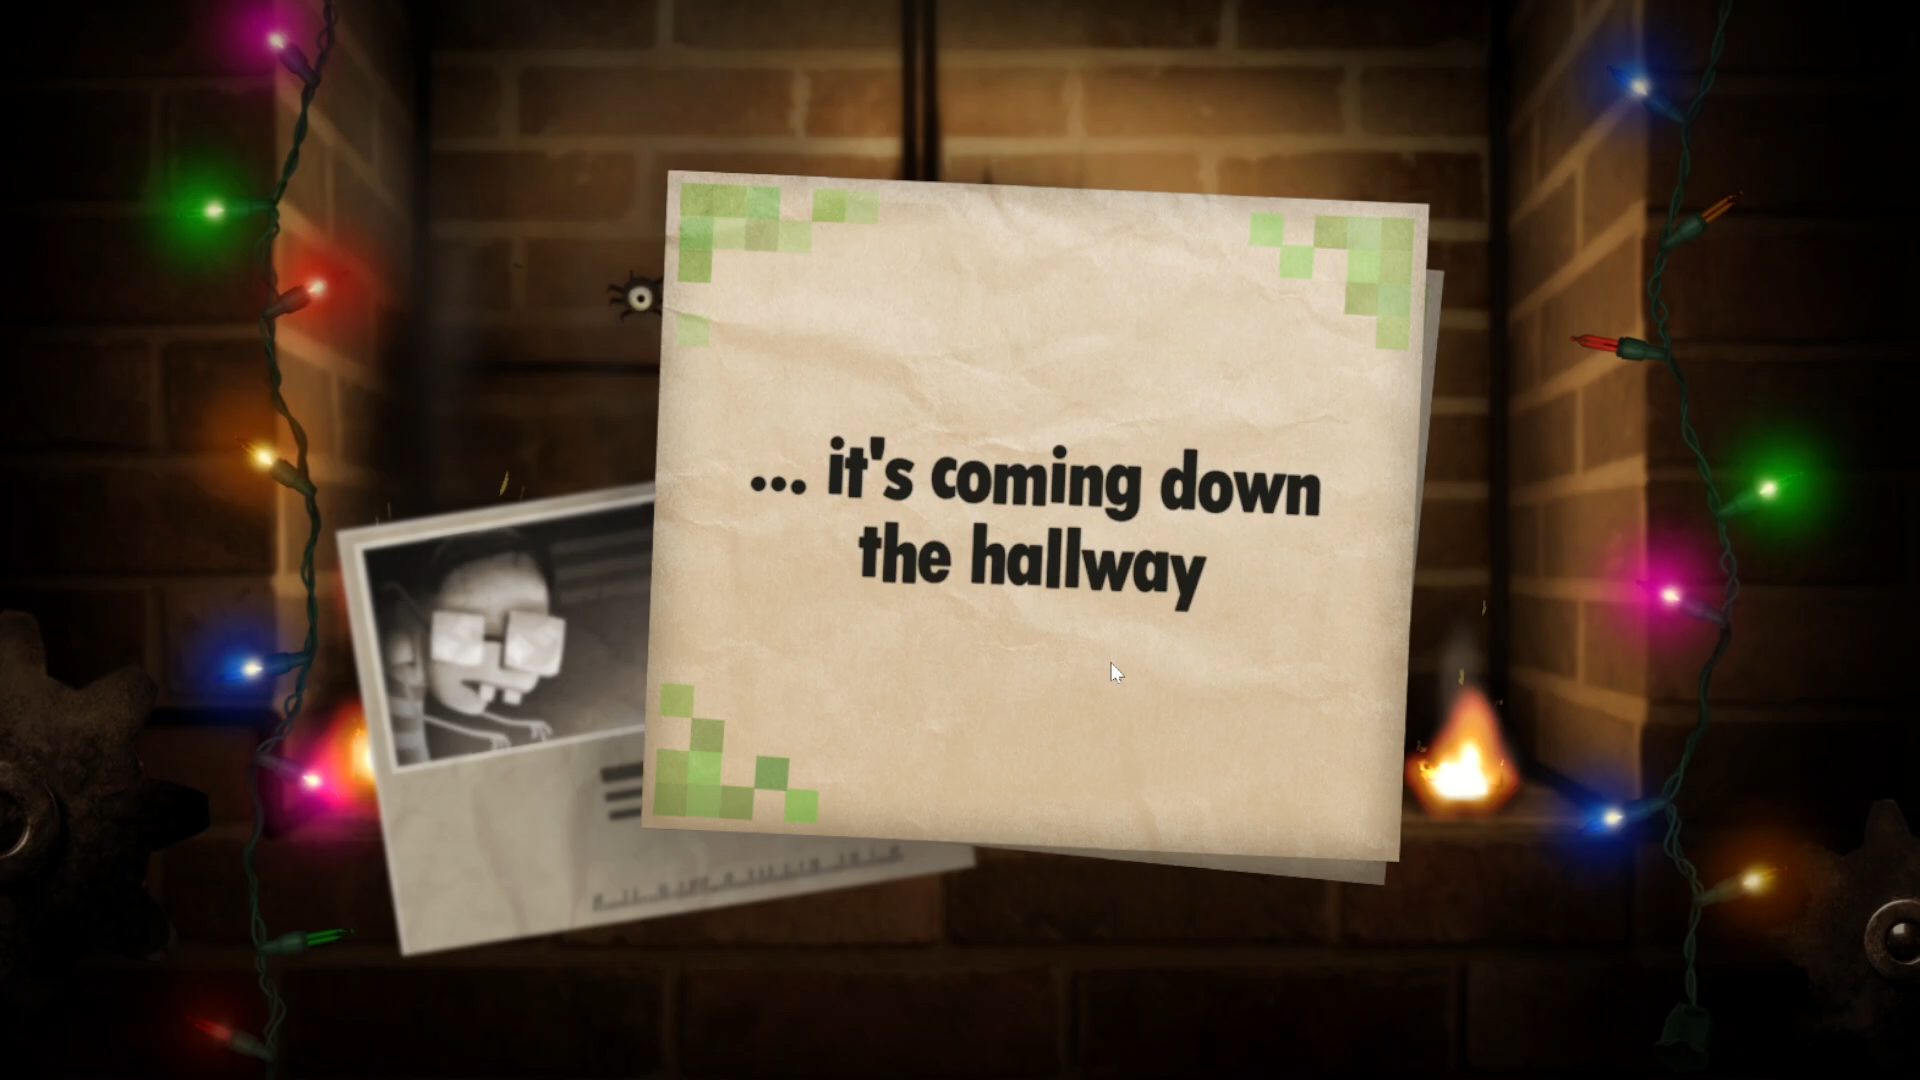 ... it's coming down
the hallway